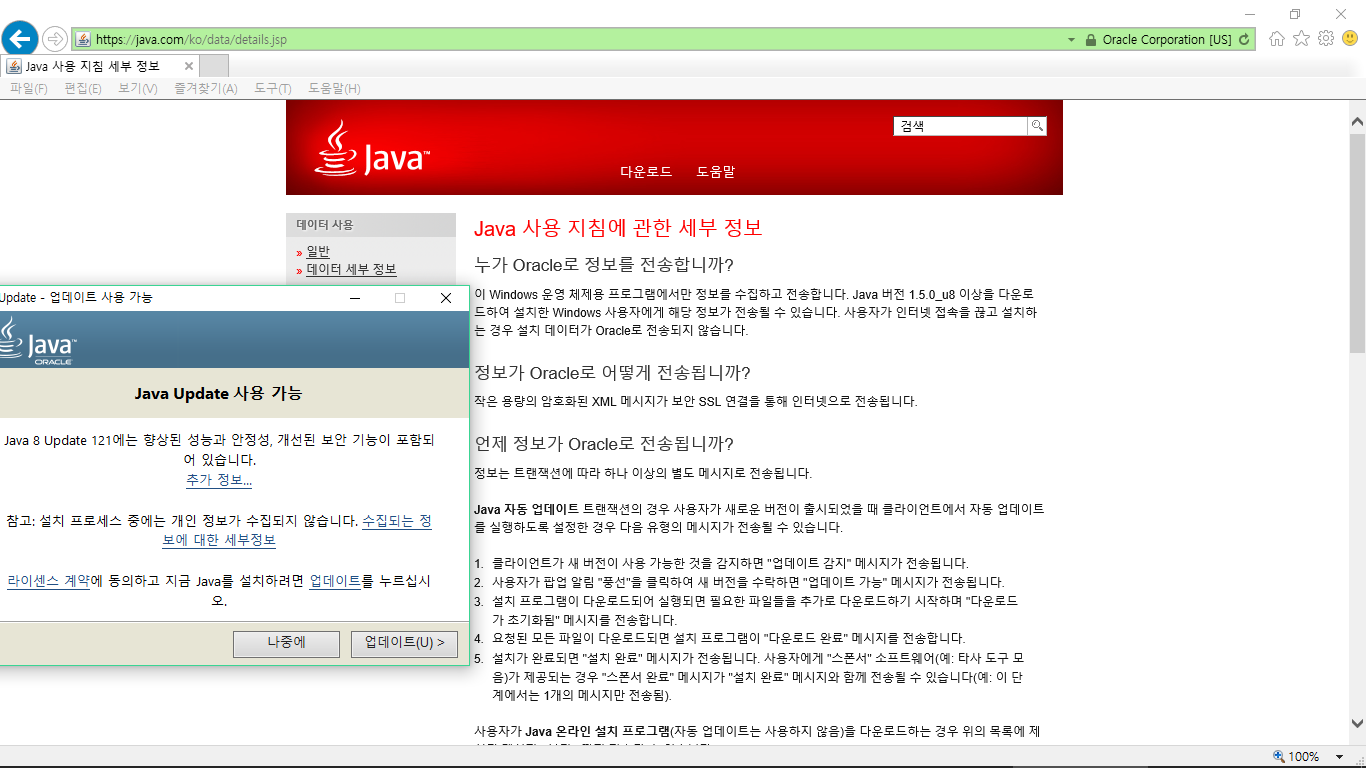 https://java.com/ko/data/details.jsp
Oracle Corporation [US]
Java 사용 지침 세부 정보
파일(F) 편집(E) 보기(V) 즐겨찾기(A) 도구(T) 도움말(H)
Java™
검색
다운로드 도움말
데이터 사용
» 일반
» 데이터 세부 정보
Java 사용 지침에 관한 세부 정보
누가 Oracle로 정보를 전송합니까?
이 Windows 운영 체제용 프로그램에서만 정보를 수집하고 전송합니다. Java 버전 1.5.0_u8 이상을 다운로
드하여 설치한 Windows 사용자에게 해당 정보가 전송될 수 있습니다. 사용자가 인터넷 접속을 끊고 설치하
는 경우 설치 데이터가 Oracle로 전송되지 않습니다.
정보가 Oracle로 어떻게 전송됩니까?
작은 용량의 암호화된 XML 메시지가 보안 SSL 연결을 통해 인터넷으로 전송됩니다.
언제 정보가 Oracle로 전송됩니까?
정보는 트랜잭션에 따라 하나 이상의 별도 메시지로 전송됩니다.
Java 자동 업데이트 트랜잭션의 경우 사용자가 새로운 버전이 출시되었을 때 클라이언트에서 자동 업데이트
를 실행하도록 설정한 경우 다음 유형의 메시지가 전송될 수 있습니다.
1. 클라이언트가 새 버전이 사용 가능한 것을 감지하면 "업데이트 감지" 메시지가 전송됩니다.
2. 사용자가 팝업 알림 "풍선"을 클릭하여 새 버전을 수락하면 "업데이트 가능" 메시지가 전송됩니다.
3. 설치 프로그램이 다운로드되어 실행되면 필요한 파일들을 추가로 다운로드하기 시작하며 "다운로드
가 초기화됨" 메시지를 전송합니다.
4. 요청된 모든 파일이 다운로드되면 설치 프로그램이 "다운로드 완료" 메시지를 전송합니다.
5. 설치가 완료되면 "설치 완료" 메시지가 전송됩니다. 사용자에게 "스폰서" 소프트웨어(예: 타사 도구 모
음)가 제공되는 경우 "스폰서 완료" 메시지가 "설치 완료" 메시지와 함께 전송될 수 있습니다(예: 이 단
계에서는 1개의 메시지만 전송됨).
사용자가 Java 온라인 설치 프로그램(자동 업데이트는 사용하지 않음)을 다운로드하는 경우 위의 목록에 제
Update - 업데이트 사용 가능
Java™
ORACLE
Java Update 사용 가능
Java 8 Update 121에는 향상된 성능과 안정성, 개선된 보안 기능이 포함되
어 있습니다.
추가 정보...
참고: 설치 프로세스 중에는 개인 정보가 수집되지 않습니다. 수집되는 정
보에 대한 세부정보
라이센스 계약에 동의하고 지금 Java를 설치하려면 업데이트를 누르십시
오.
나중에 업데이트(U) >
100%